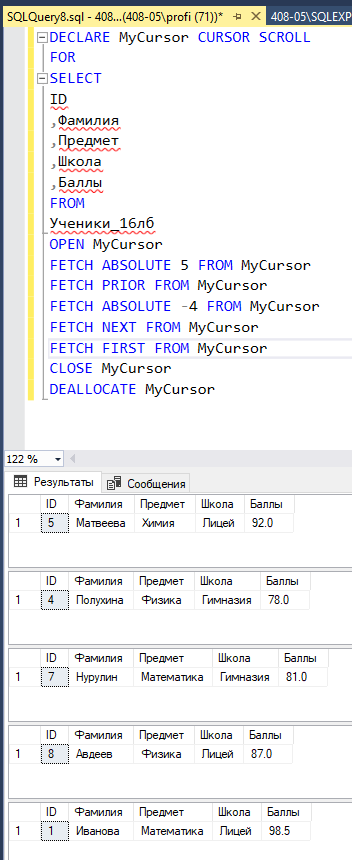 SQLQuery8.sql - 408...(408-05\profi (71))*
408-05\SQLEXP
DECLARE MyCursor CURSOR SCROLL
FOR
SELECT
ID
,Фамилия
,Предмет
,Школа
,Баллы
FROM
Ученики_16лб
OPEN MyCursor
FETCH ABSOLUTE 5 FROM MyCursor
FETCH PRIOR FROM MyCursor
FETCH ABSOLUTE -4 FROM MyCursor
FETCH NEXT FROM MyCursor
FETCH FIRST FROM MyCursor
CLOSE MyCursor
DEALLOCATE MyCursor
122 %
Результаты Сообщения
ID Фамилия Предмет Школа Баллы
1 5 Матвеева Химия Лицей 92.0
ID Фамилия Предмет Школа Баллы
1 4 Полухина Физика Гимназия 78.0
ID Фамилия Предмет Школа Баллы
1 7 Нурулин Математика Гимназия 81.0
ID Фамилия Предмет Школа Баллы
1 8 Авдеев Физика Лицей 87.0
ID Фамилия Предмет Школа Баллы
1 1 Иванова Математика Лицей 98.5